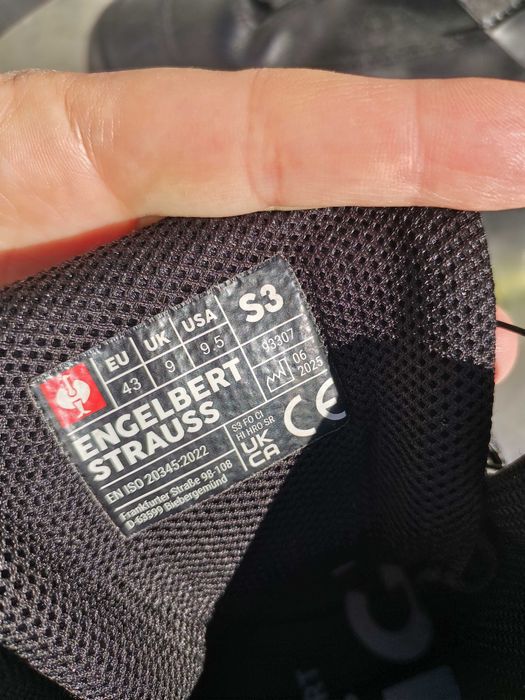 EU UK USA S3
43 9 9.5 93307
ENGELBERT 06
STRAUSS 2025
EN ISO 20345:2022 S3 FO CI
HI HRO SR
Frankfurter Straße 98-108 UK CE
D-63599 Biebergemünd CA